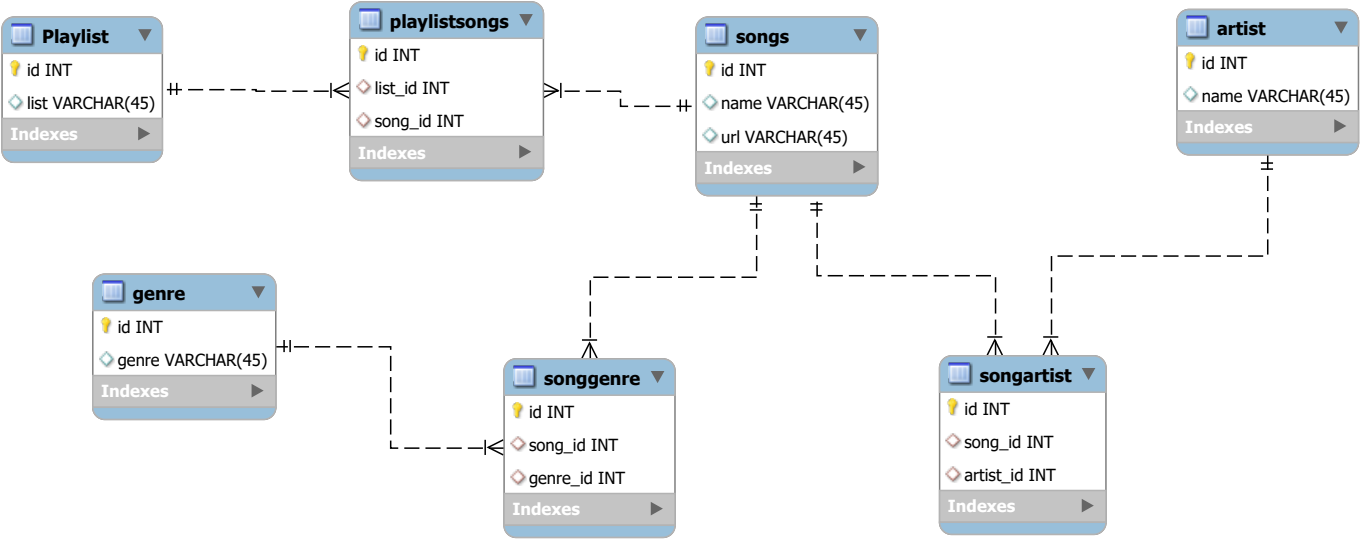 Playlist
id INT
list VARCHAR(45)
Indexes
playlistsongs
id INT
list_id INT
song_id INT
Indexes
songs
id INT
name VARCHAR(45)
url VARCHAR(45)
Indexes
artist
id INT
name VARCHAR(45)
Indexes
genre
id INT
genre VARCHAR(45)
Indexes
songgenre
id INT
song_id INT
genre_id INT
Indexes
songartist
id INT
song_id INT
artist_id INT
Indexes